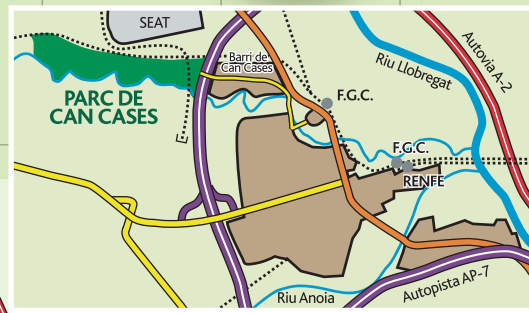 SEAT
Barri de
Can Cases
Riu Llobregat
Autovia A-2
PARC DE
CAN CASES
F.G.C.
F.G.C.
RENFE
Riu Anoia
Autopista AP-7